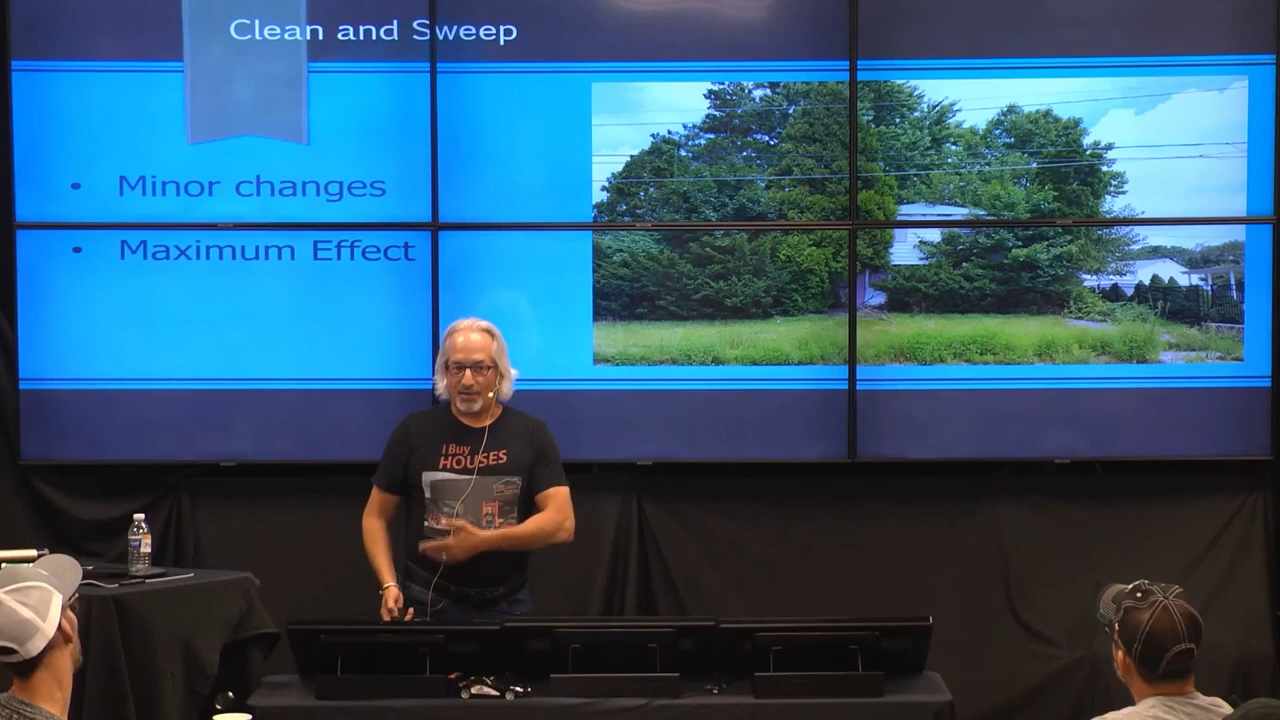 Clean and Sweep
• Minor changes
• Maximum Effect
I Buy
HOUSES